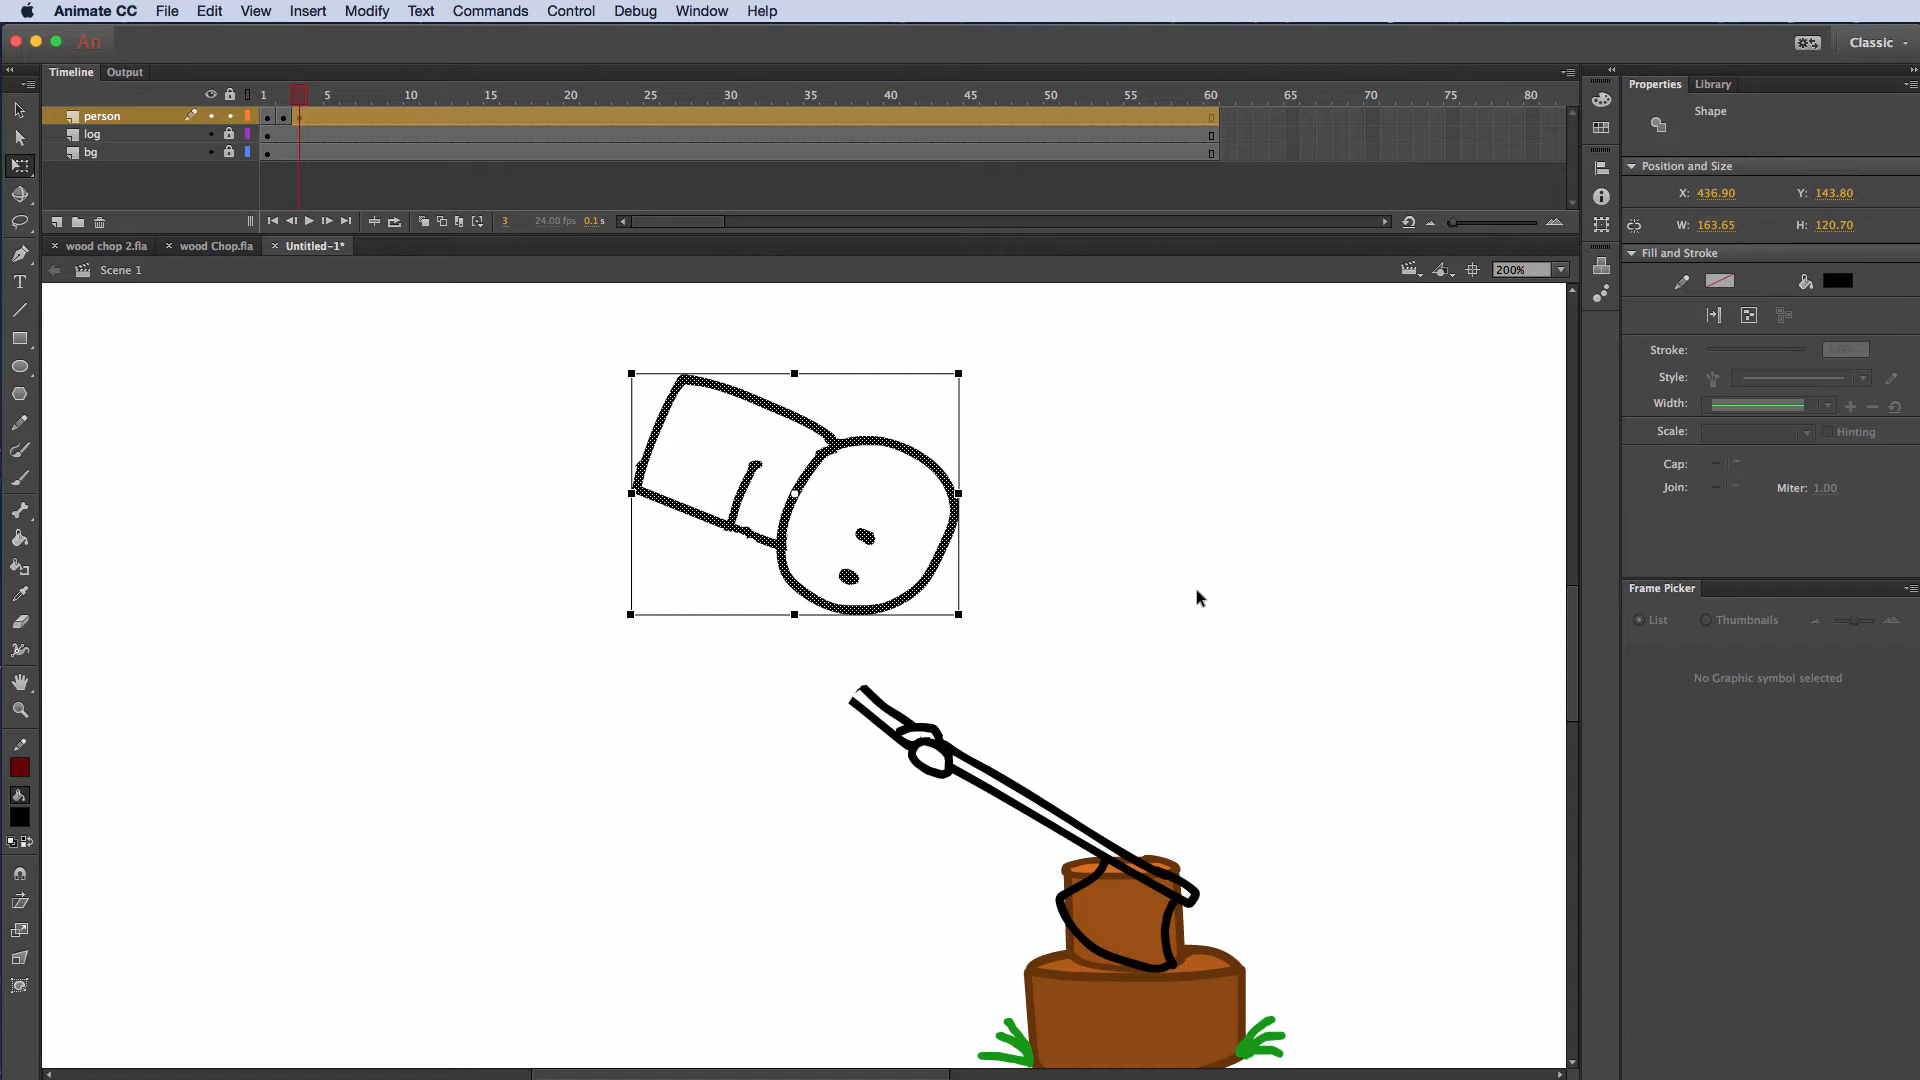 Animate CC File Edit View Insert Modify Text Commands Control Debug Window Help
An Classic
Timeline Output Properties Library
1 5 10 15 20 25 30 35 40 45 50 55 60 65 70 75 80
Shape
person
log
bg
Position and Size
X: 436.90 Y: 143.80
3 24.00 fps 0.1 s
W: 163.65 H: 120.70
wood chop 2.fla wood Chop.fla Untitled-1*
Fill and Stroke
Scene 1 200%
Stroke: 1.00
Style:
Width:
Scale: Hinting
Cap:
Join: Miter: 1.00
Frame Picker
List Thumbnails
No Graphic symbol selected